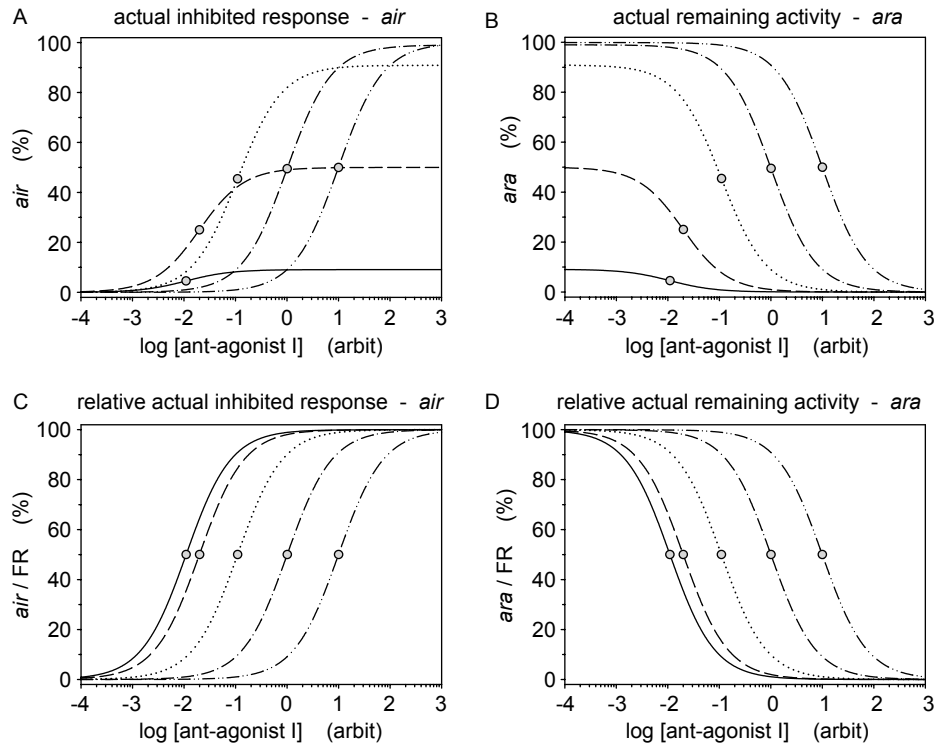 A
actual inhibited response - air
100
80
60
40
20
0
air (%)
-4 -3 -2 -1 0 1 2 3
log [ant-agonist I] (arbit)
B
actual remaining activity - ara
100
80
60
40
20
0
ara (%)
-4 -3 -2 -1 0 1 2 3
log [ant-agonist I] (arbit)
C
relative actual inhibited response - air
100
80
60
40
20
0
air / FR (%)
-4 -3 -2 -1 0 1 2 3
log [ant-agonist I] (arbit)
D
relative actual remaining activity - ara
100
80
60
40
20
0
ara / FR (%)
-4 -3 -2 -1 0 1 2 3
log [ant-agonist I] (arbit)